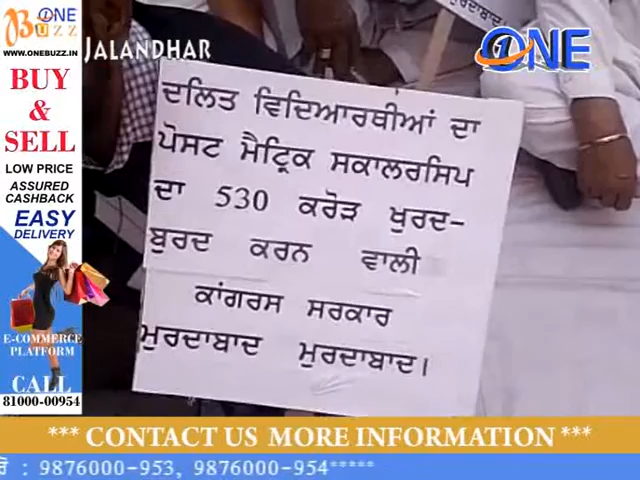 ONE
BUZZ
WWW.ONEBUZZ.IN
BUY
&
SELL
LOW PRICE
ASSURED
CASHBACK
EASY
DELIVERY
E-COMMERCE
PLATFORM
CALL
81000-00954
JALANDHAR
ONE
ਮੁਰਦਾਬਾਦ
ਦਲਿਤ ਵਿਦਿਆਰਥੀਆਂ ਦਾ
ਪੋਸਟ ਮੈਟ੍ਰਿਕ ਸਕਾਲਰਸਿਪ
ਦਾ 530 ਕਰੋੜ ਖੁਰਦ-
ਬੁਰਦ ਕਰਨ ਵਾਲੀ
ਕਾਂਗਰਸ ਸਰਕਾਰ
ਮੁਰਦਾਬਾਦ ਮੁਰਦਾਬਾਦ।
*** CONTACT US MORE INFORMATION ***
: 9876000-953, 9876000-954*****